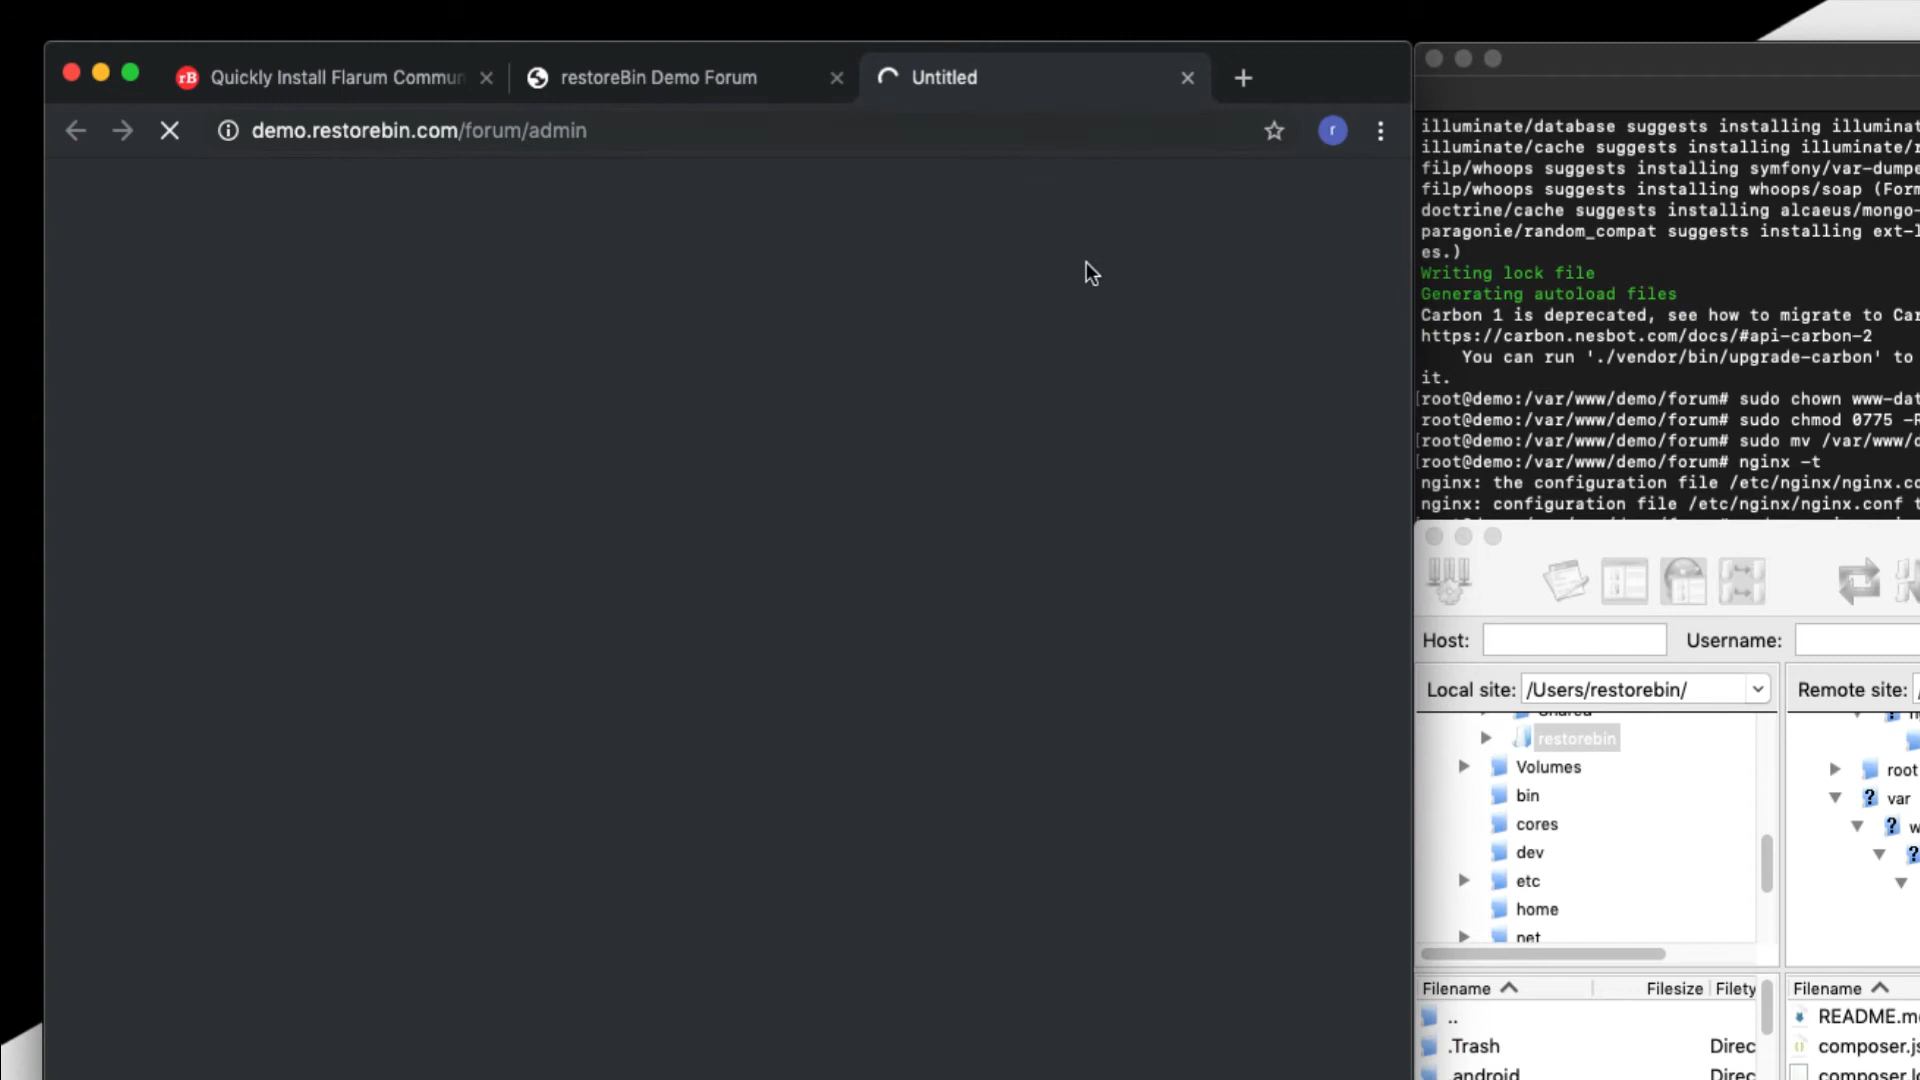 Quickly Install Flarum Commun
restoreBin Demo Forum
Untitled
demo.restorebin.com/forum/admin
r
illuminate/database suggests installing illuminat
illuminate/cache suggests installing illuminate/r
filp/whoops suggests installing symfony/var-dumpe
filp/whoops suggests installing whoops/soap (Form
doctrine/cache suggests installing alcaeus/mongo-
paragonie/random_compat suggests installing ext-l
es.)
Writing lock file
Generating autoload files
Carbon 1 is deprecated, see how to migrate to Car
https://carbon.nesbot.com/docs/#api-carbon-2
You can run './vendor/bin/upgrade-carbon' to
it.
[root@demo:/var/www/demo/forum# sudo chown www-dat
root@demo:/var/www/demo/forum# sudo chmod 0775 -R
[root@demo:/var/www/demo/forum# sudo mv /var/www/d
[root@demo:/var/www/demo/forum# nginx -t
nginx: the configuration file /etc/nginx/nginx.co
nginx: configuration file /etc/nginx/nginx.conf t
Host:
Username:
Local site: /Users/restorebin/
Remote site: /
Shared
restorebin
Volumes
bin
cores
dev
etc
home
net
root
var
w
Filename
Filesize
Filety
..
.Trash
Direc
.android
Direc
Filename
README.m
composer.js
composer.lo